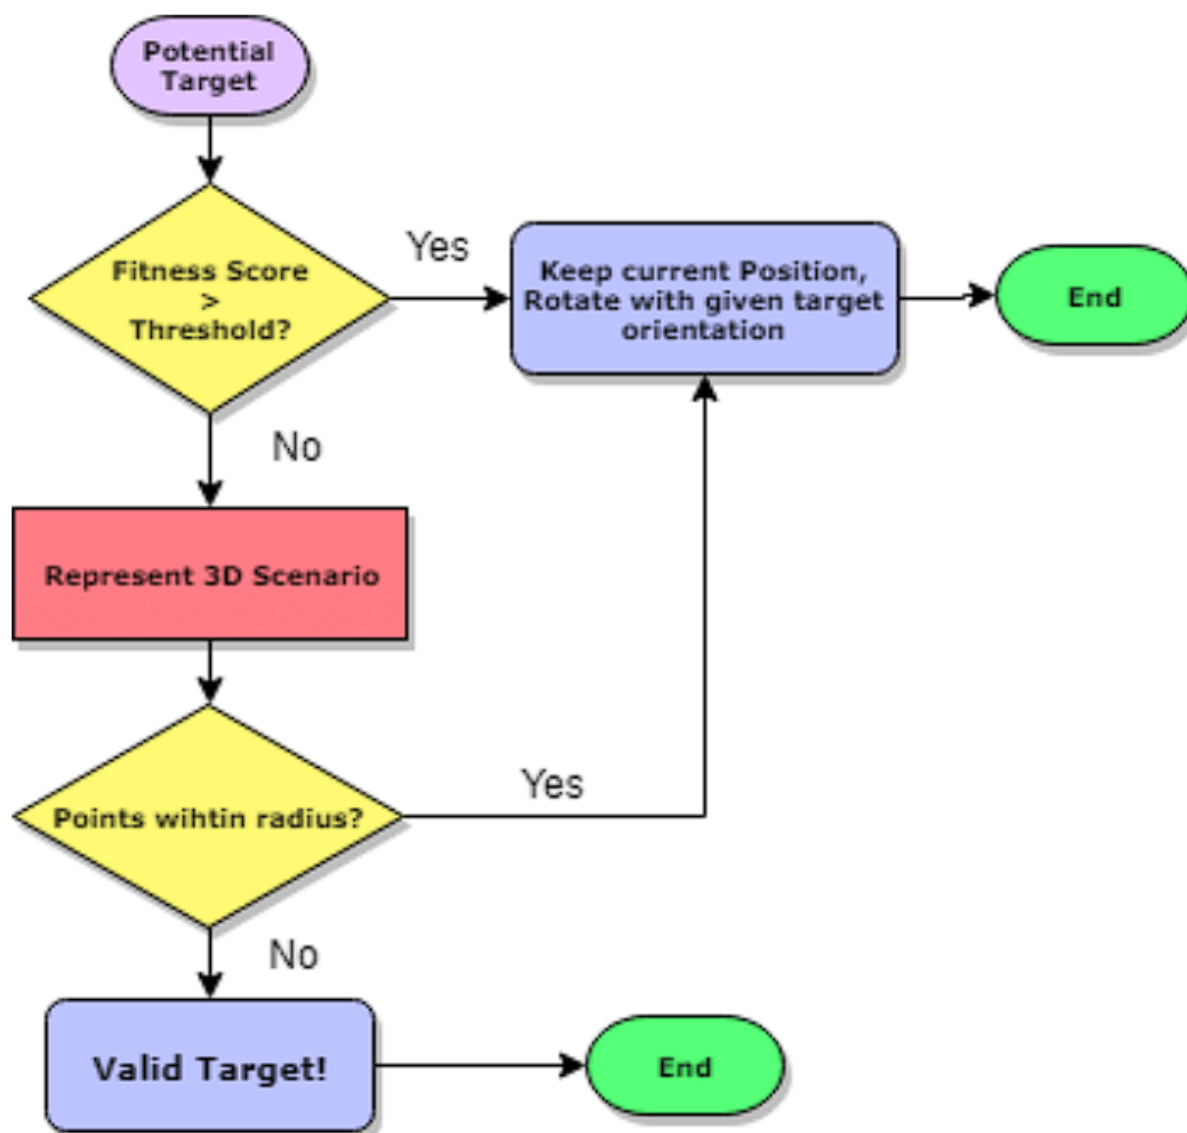 Potential
Target
Fitness Score
>
Threshold?
Yes
Keep current Position,
Rotate with given target
orientation
End
No
Represent 3D Scenario
Points wihtin radius?
Yes
No
Valid Target!
End